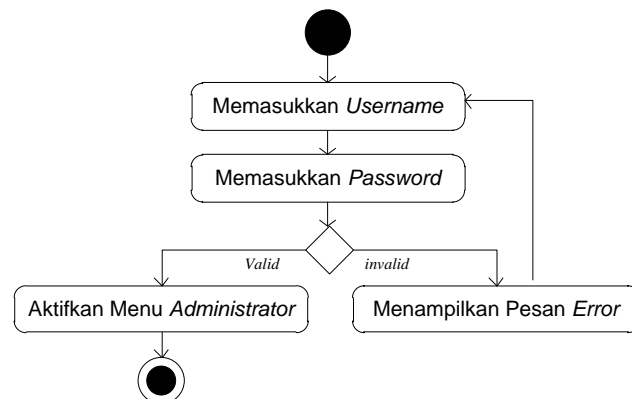 Memasukkan Username
Memasukkan Password
Valid
invalid
Aktifkan Menu Administrator
Menampilkan Pesan Error